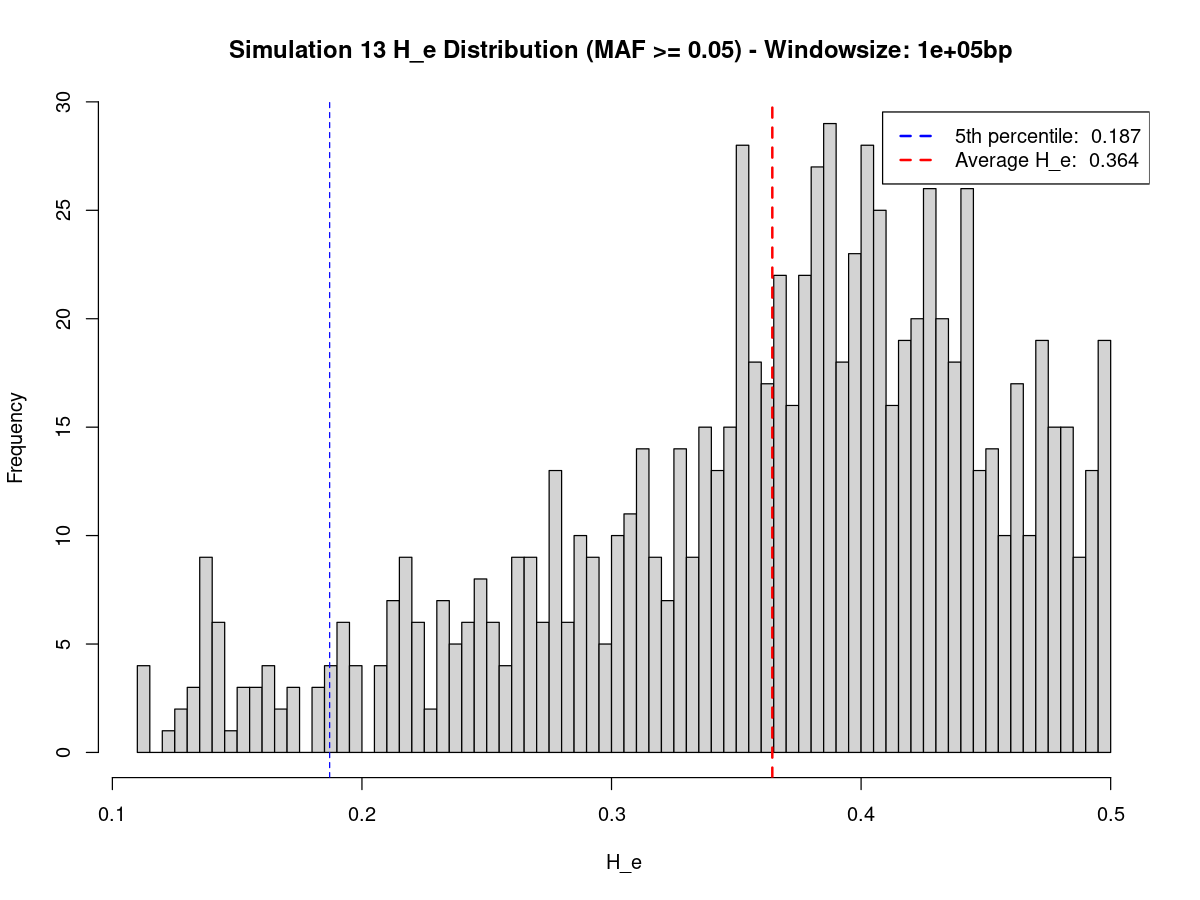 Simulation 13 H_e Distribution (MAF >= 0.05) - Windowsize: 1e+05bp
30
25
20
15
10
5
0
Frequency
5th percentile: 0.187
Average H_e: 0.364
0.1 0.2 0.3 0.4 0.5
H_e